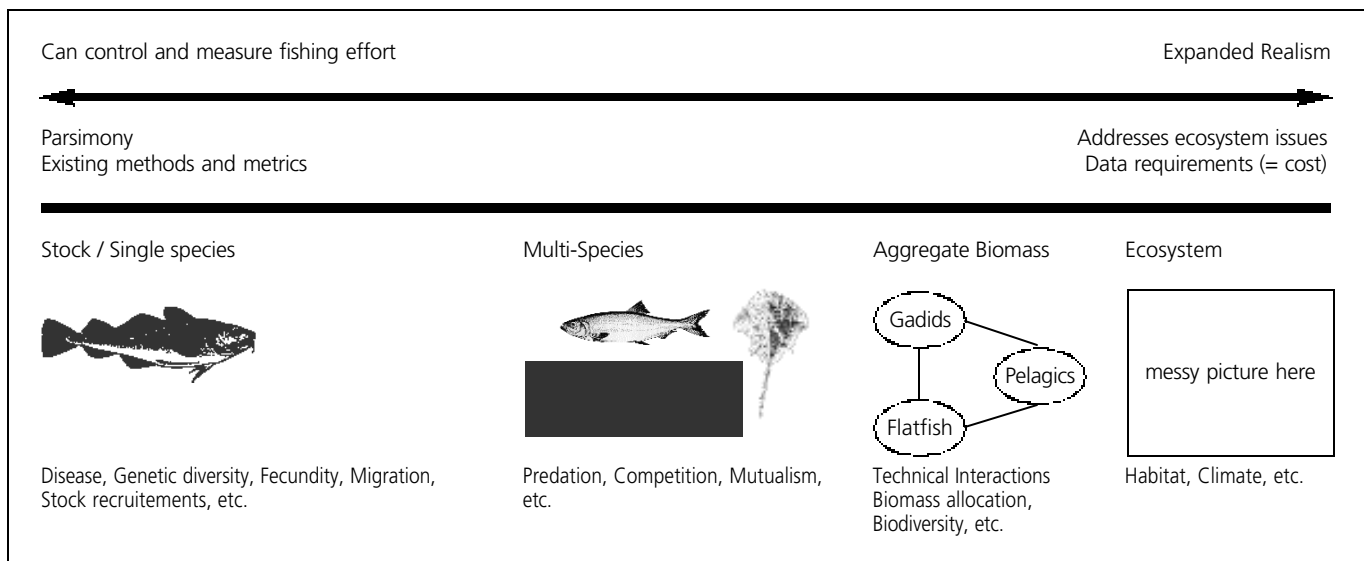 Can control and measure fishing effort
Expanded Realism
Parsimony
Existing methods and metrics
Addresses ecosystem issues
Data requirements (= cost)
Stock / Single species
Multi-Species
Aggregate Biomass
Ecosystem
Gadids
Pelagics
Flatfish
messy picture here
Disease, Genetic diversity, Fecundity, Migration,
Stock recruitements, etc.
Predation, Competition, Mutualism,
etc.
Technical Interactions
Biomass allocation,
Biodiversity, etc.
Habitat, Climate, etc.